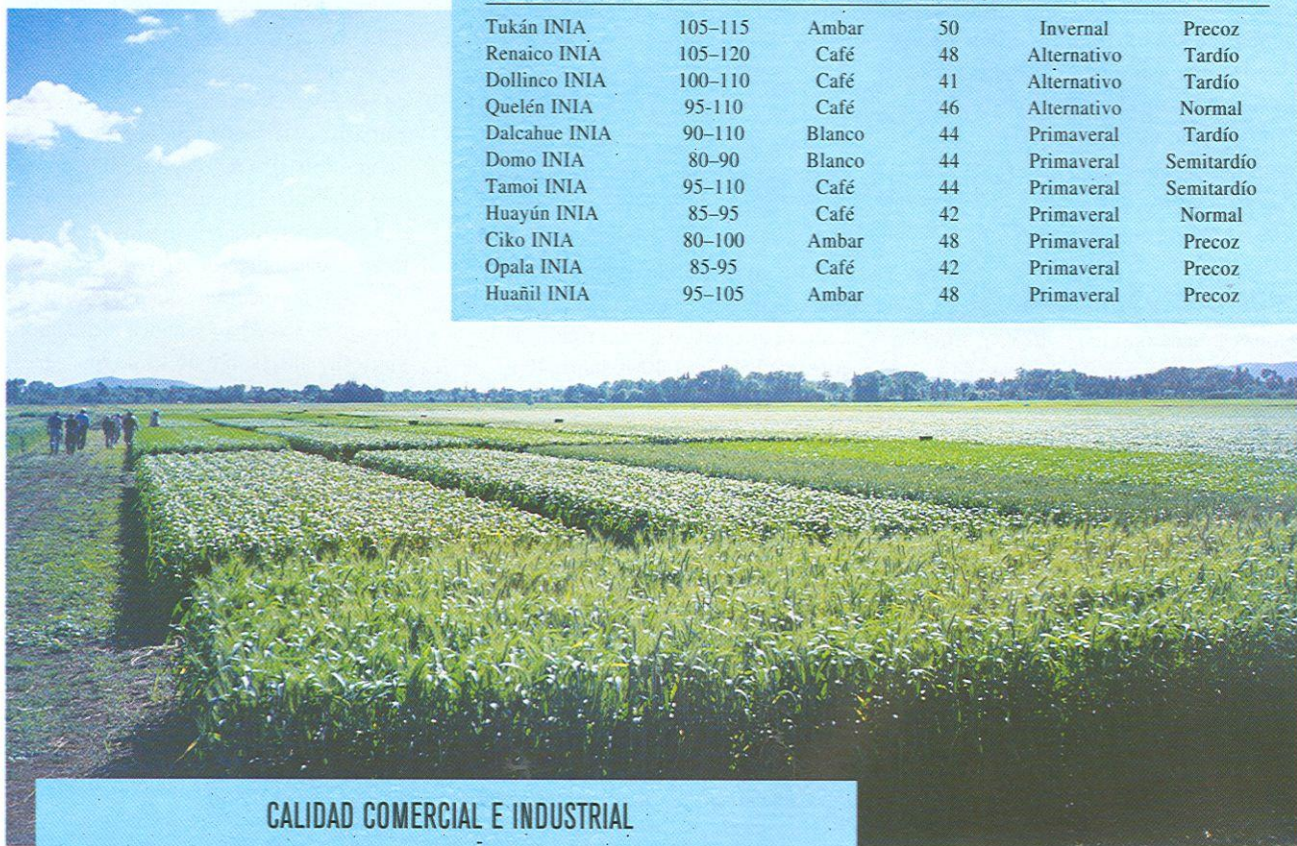 Tukán INIA 105–115 Ambar 50 Invernal Precoz
Renaico INIA 105–120 Café 48 Alternativo Tardío
Dollinco INIA 100–110 Café 41 Alternativo Tardío
Quelén INIA 95-110 Café 46 Alternativo Normal
Dalcahue INIA 90–110 Blanco 44 Primaveral Tardío
Domo INIA 80–90 Blanco 44 Primaveral Semitardío
Tamoi INIA 95–110 Café 44 Primaveral Semitardío
Huayún INIA 85–95 Café 42 Primaveral Normal
Ciko INIA 80–100 Ambar 48 Primaveral Precoz
Opala INIA 85-95 Café 42 Primaveral Precoz
Huañil INIA 95–105 Ambar 48 Primaveral Precoz
CALIDAD COMERCIAL E INDUSTRIAL